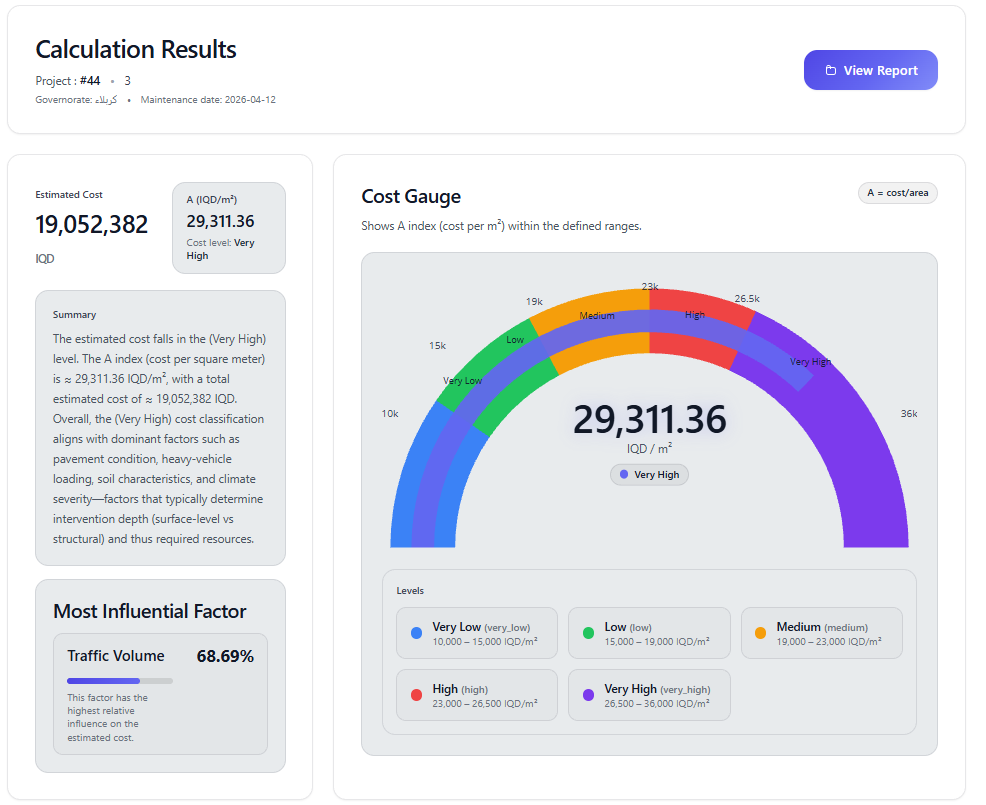 Calculation Results
Project : #44 • 3
Governorate: كربلاء • Maintenance date: 2026-04-12
View Report
Estimated Cost
19,052,382
IQD
A (IQD/m²)
29,311.36
Cost level: Very
High
Summary
The estimated cost falls in the (Very High)
level. The A index (cost per square meter)
is ≈ 29,311.36 IQD/m², with a total
estimated cost of ≈ 19,052,382 IQD.
Overall, the (Very High) cost classification
aligns with dominant factors such as
pavement condition, heavy-vehicle
loading, soil characteristics, and climate
severity—factors that typically determine
intervention depth (surface-level vs
structural) and thus required resources.
Most Influential Factor
Traffic Volume 68.69%
This factor has the
highest relative
influence on the
estimated cost.
Cost Gauge
A = cost/area
Shows A index (cost per m²) within the defined ranges.
10k
15k
19k
23k
26.5k
36k
Very Low
Low
Medium
High
Very High
29,311.36
IQD / m²
Very High
Levels
Very Low (very_low)
10,000 – 15,000 IQD/m²
Low (low)
15,000 – 19,000 IQD/m²
Medium (medium)
19,000 – 23,000 IQD/m²
High (high)
23,000 – 26,500 IQD/m²
Very High (very_high)
26,500 – 36,000 IQD/m²